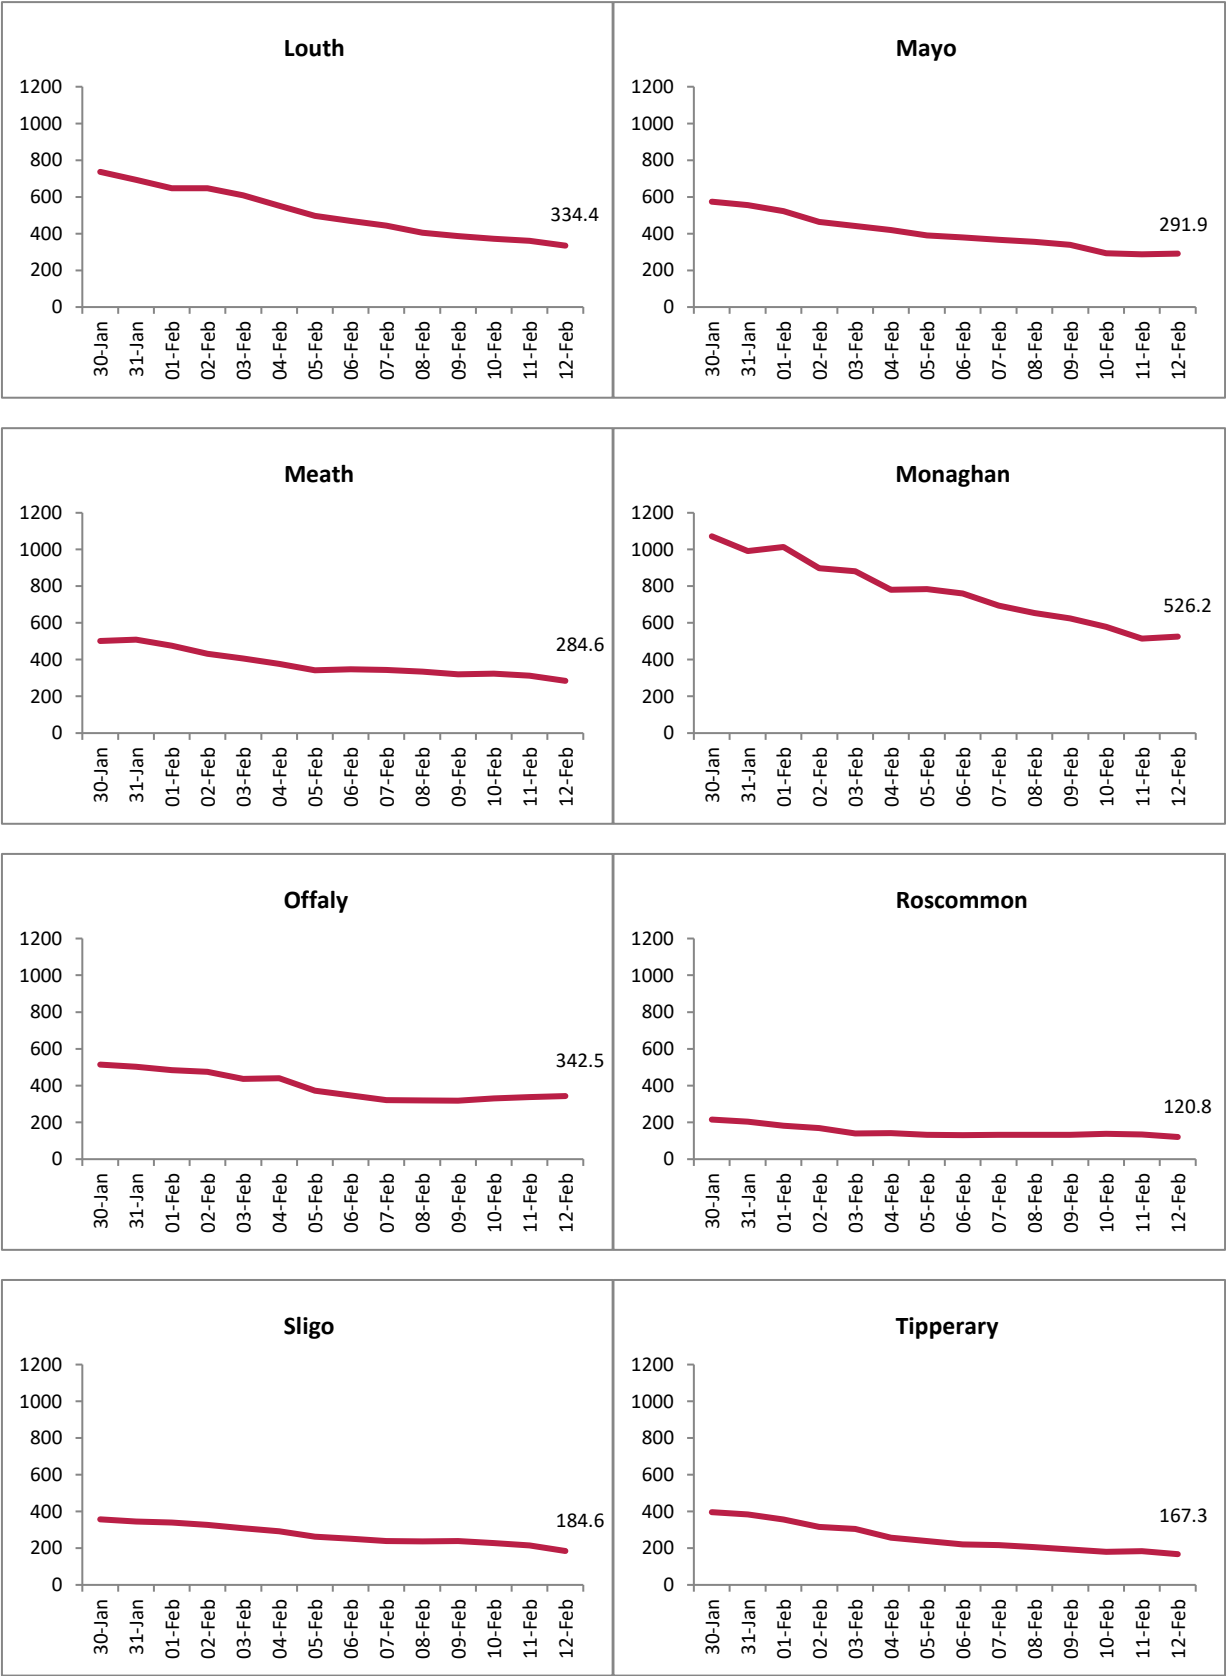 Louth
1200
1000
800
600
400
200
0
334.4
30-Jan
31-Jan
01-Feb
02-Feb
03-Feb
04-Feb
05-Feb
06-Feb
07-Feb
08-Feb
09-Feb
10-Feb
11-Feb
12-Feb
Mayo
1200
1000
800
600
400
200
0
291.9
30-Jan
31-Jan
01-Feb
02-Feb
03-Feb
04-Feb
05-Feb
06-Feb
07-Feb
08-Feb
09-Feb
10-Feb
11-Feb
12-Feb
Meath
1200
1000
800
600
400
200
0
284.6
30-Jan
31-Jan
01-Feb
02-Feb
03-Feb
04-Feb
05-Feb
06-Feb
07-Feb
08-Feb
09-Feb
10-Feb
11-Feb
12-Feb
Monaghan
1200
1000
800
600
400
200
0
526.2
30-Jan
31-Jan
01-Feb
02-Feb
03-Feb
04-Feb
05-Feb
06-Feb
07-Feb
08-Feb
09-Feb
10-Feb
11-Feb
12-Feb
Offaly
1200
1000
800
600
400
200
0
342.5
30-Jan
31-Jan
01-Feb
02-Feb
03-Feb
04-Feb
05-Feb
06-Feb
07-Feb
08-Feb
09-Feb
10-Feb
11-Feb
12-Feb
Roscommon
1200
1000
800
600
400
200
0
120.8
30-Jan
31-Jan
01-Feb
02-Feb
03-Feb
04-Feb
05-Feb
06-Feb
07-Feb
08-Feb
09-Feb
10-Feb
11-Feb
12-Feb
Sligo
1200
1000
800
600
400
200
0
184.6
30-Jan
31-Jan
01-Feb
02-Feb
03-Feb
04-Feb
05-Feb
06-Feb
07-Feb
08-Feb
09-Feb
10-Feb
11-Feb
12-Feb
Tipperary
1200
1000
800
600
400
200
0
167.3
30-Jan
31-Jan
01-Feb
02-Feb
03-Feb
04-Feb
05-Feb
06-Feb
07-Feb
08-Feb
09-Feb
10-Feb
11-Feb
12-Feb